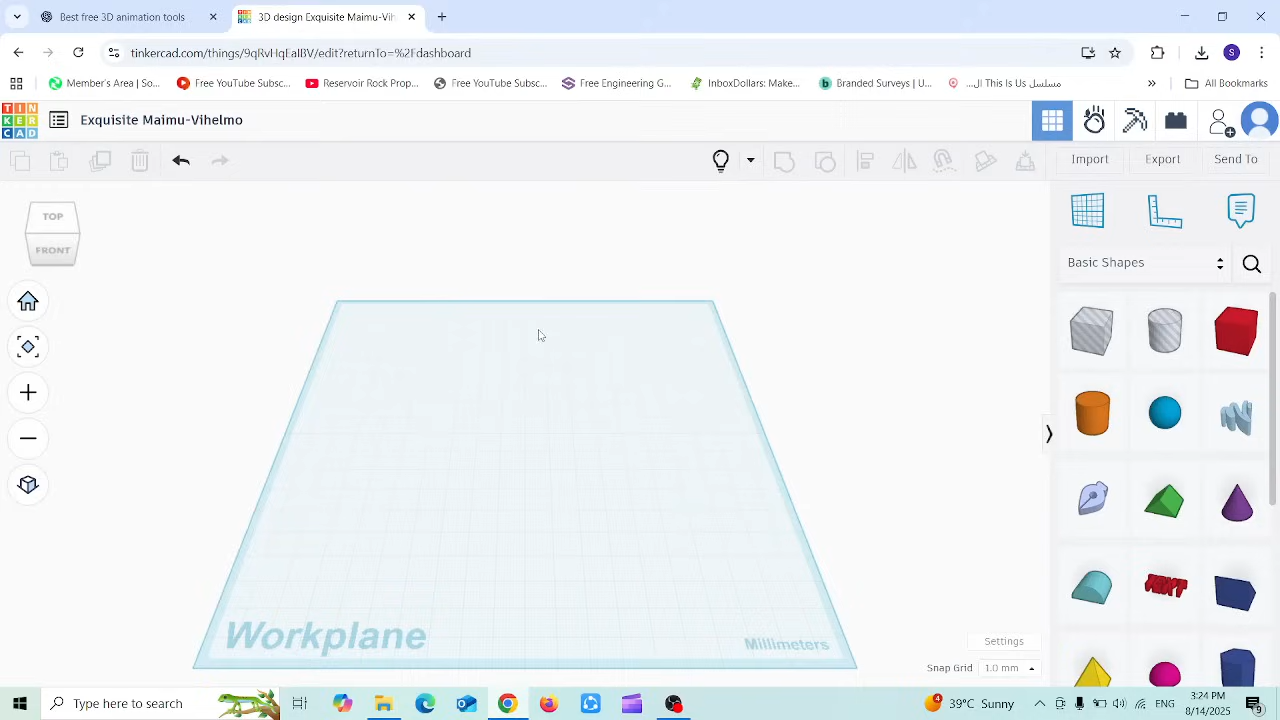 Best free 3D animation tools
3D design Exquisite Maimu-Vih
tinkercad.com/things/9qRvHqEaIBV/edit?returnTo=%2Fdashboard
S
Member's Area | So...
Free YouTube Subsc...
Reservoir Rock Prop...
Free YouTube Subsc...
Free Engineering G...
InboxDollars: Make...
Branded Surveys | U...
مسلسل This Is Us ال...
All Bookmarks
TIN
KER
CAD
Exquisite Maimu-Vihelmo
Import
Export
Send To
TOP
FRONT
Basic Shapes
Workplane
Millimeters
Settings
Snap Grid
1.0 mm
Type here to search
39°C Sunny
ENG
3:24 PM
8/14/2025